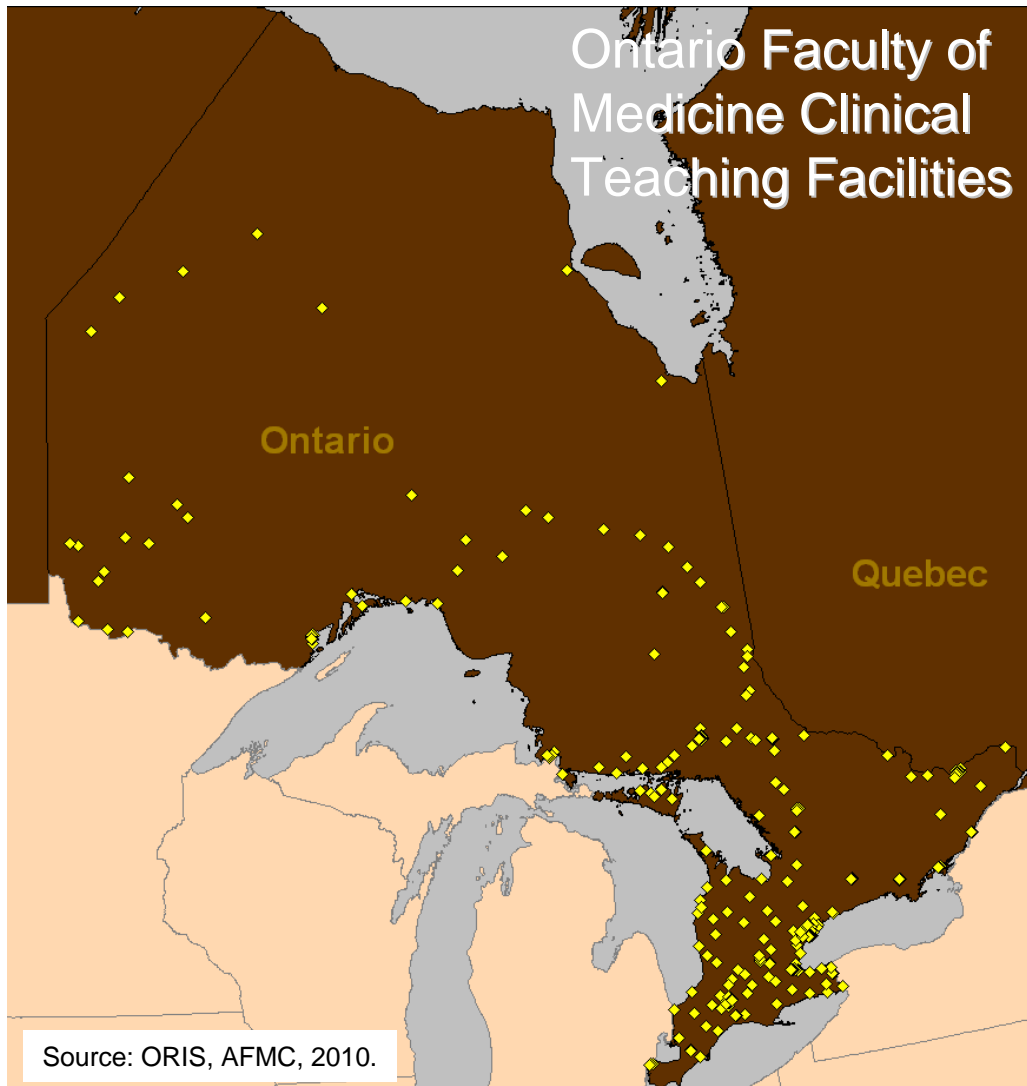 Ontario Faculty of
Medicine Clinical
Teaching Facilities
Ontario
Quebec
Source: ORIS, AFMC, 2010.